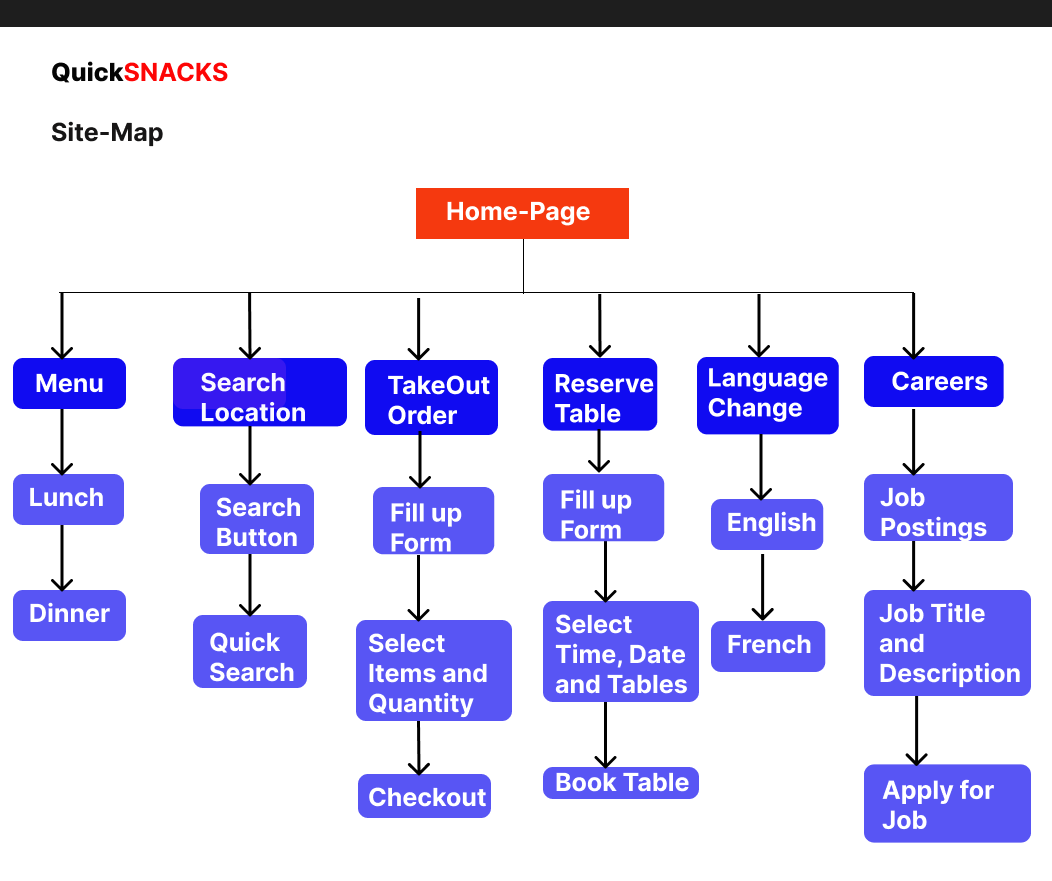 QuickSNACKS
Site-Map
Home-Page
Menu
Lunch
Dinner
Search
Location
Search
Button
Quick
Search
TakeOut
Order
Fill up
Form
Select
Items and
Quantity
Checkout
Reserve
Table
Fill up
Form
Select
Time, Date
and Tables
Book Table
Language
Change
English
French
Careers
Job
Postings
Job Title
and
Description
Apply for
Job